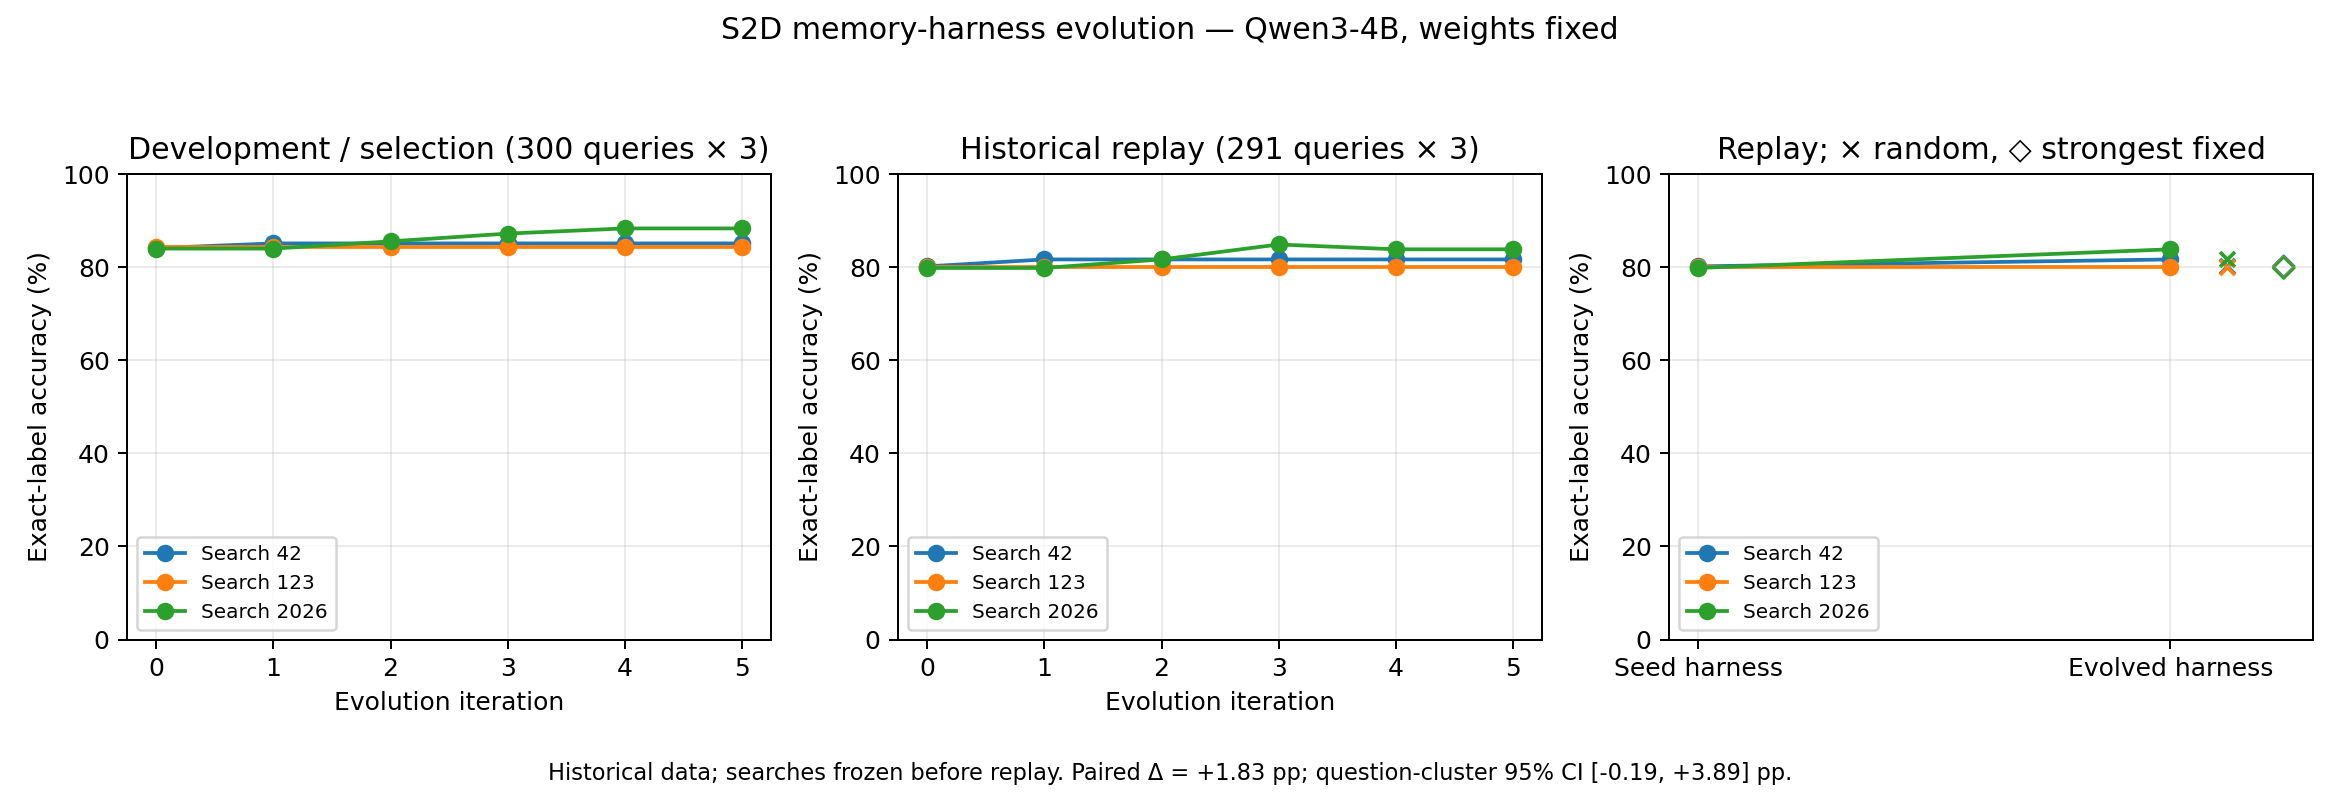 S2D memory-harness evolution — Qwen3-4B, weights fixed
Development / selection (300 queries × 3)
Exact-label accuracy (%)
100
80
60
40
20
0
Search 42
Search 123
Search 2026
0 1 2 3 4 5
Evolution iteration
Historical replay (291 queries × 3)
Exact-label accuracy (%)
100
80
60
40
20
0
Search 42
Search 123
Search 2026
0 1 2 3 4 5
Evolution iteration
Replay; × random, ◇ strongest fixed
Exact-label accuracy (%)
100
80
60
40
20
0
Search 42
Search 123
Search 2026
Seed harness Evolved harness
Historical data; searches frozen before replay. Paired Δ = +1.83 pp; question-cluster 95% CI [-0.19, +3.89] pp.